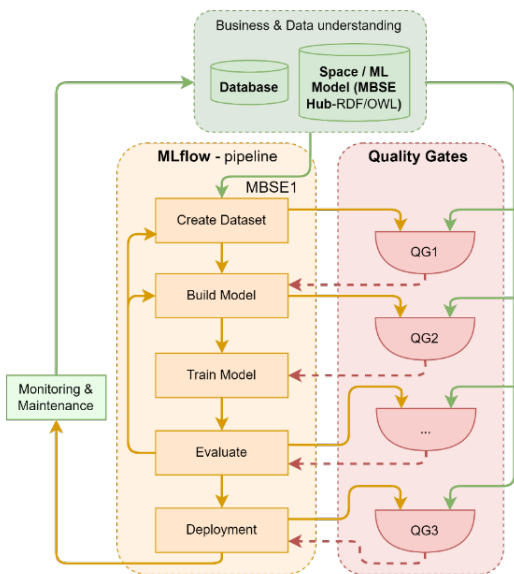 Business & Data understanding
Database
Space / ML
Model (MBSE
Hub-RDF/OWL)
MLflow - pipeline
Quality Gates
MBSE1
Create Dataset
QG1
Build Model
QG2
Train Model
Monitoring &
Maintenance
...
Evaluate
Deployment
QG3